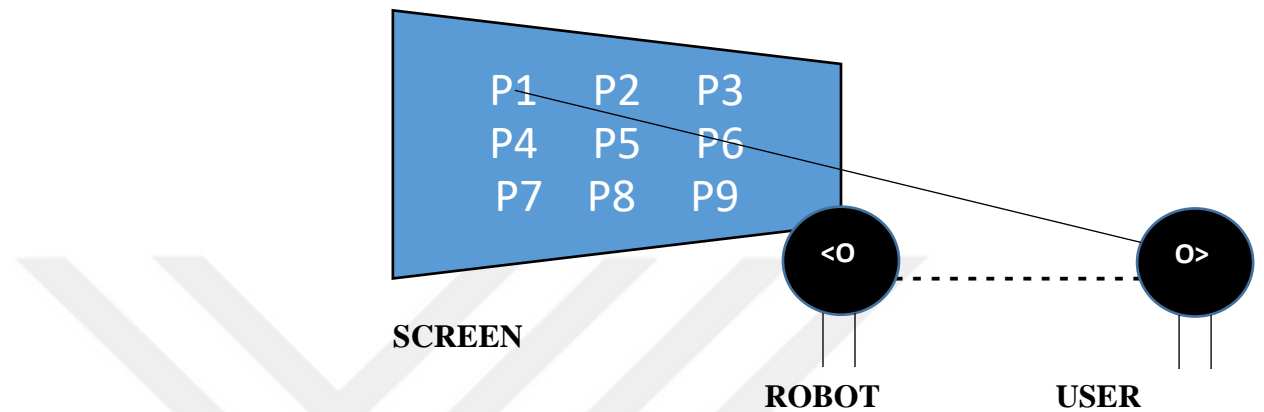 P1 P2 P3
P4 P5 P6
P7 P8 P9
<O O>
SCREEN
ROBOT USER